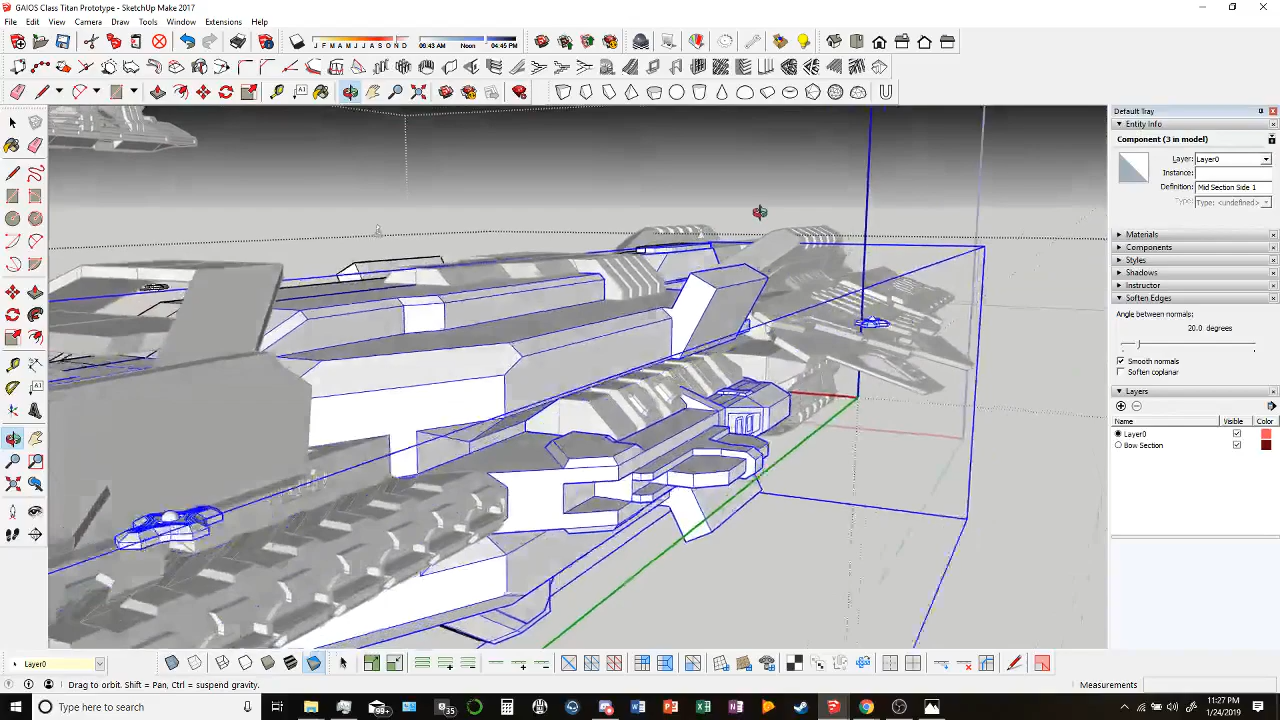 GAIOS Class Titan Prototype - SketchUp Make 2017
File Edit View Camera Draw Tools Window Extensions Help
J F M A M J J A S O N D
06:43 AM Noon 04:45 PM
Default Tray
Entity Info
Component (3 in model)
Layer: Layer0
Instance:
Definition: Mid Section Side 1
Type: Type: <undefined>
Materials
Components
Styles
Shadows
Instructor
Soften Edges
Angle between normals:
20.0 degrees
Smooth normals
Soften coplanar
Layers
Name Visible Color
Layer0
Bow Section
Layer0
Drag to orbit. Shift = Pan, Ctrl = suspend gravity.
Measurements
Type here to search
99+
35
11:27 PM
1/24/2019